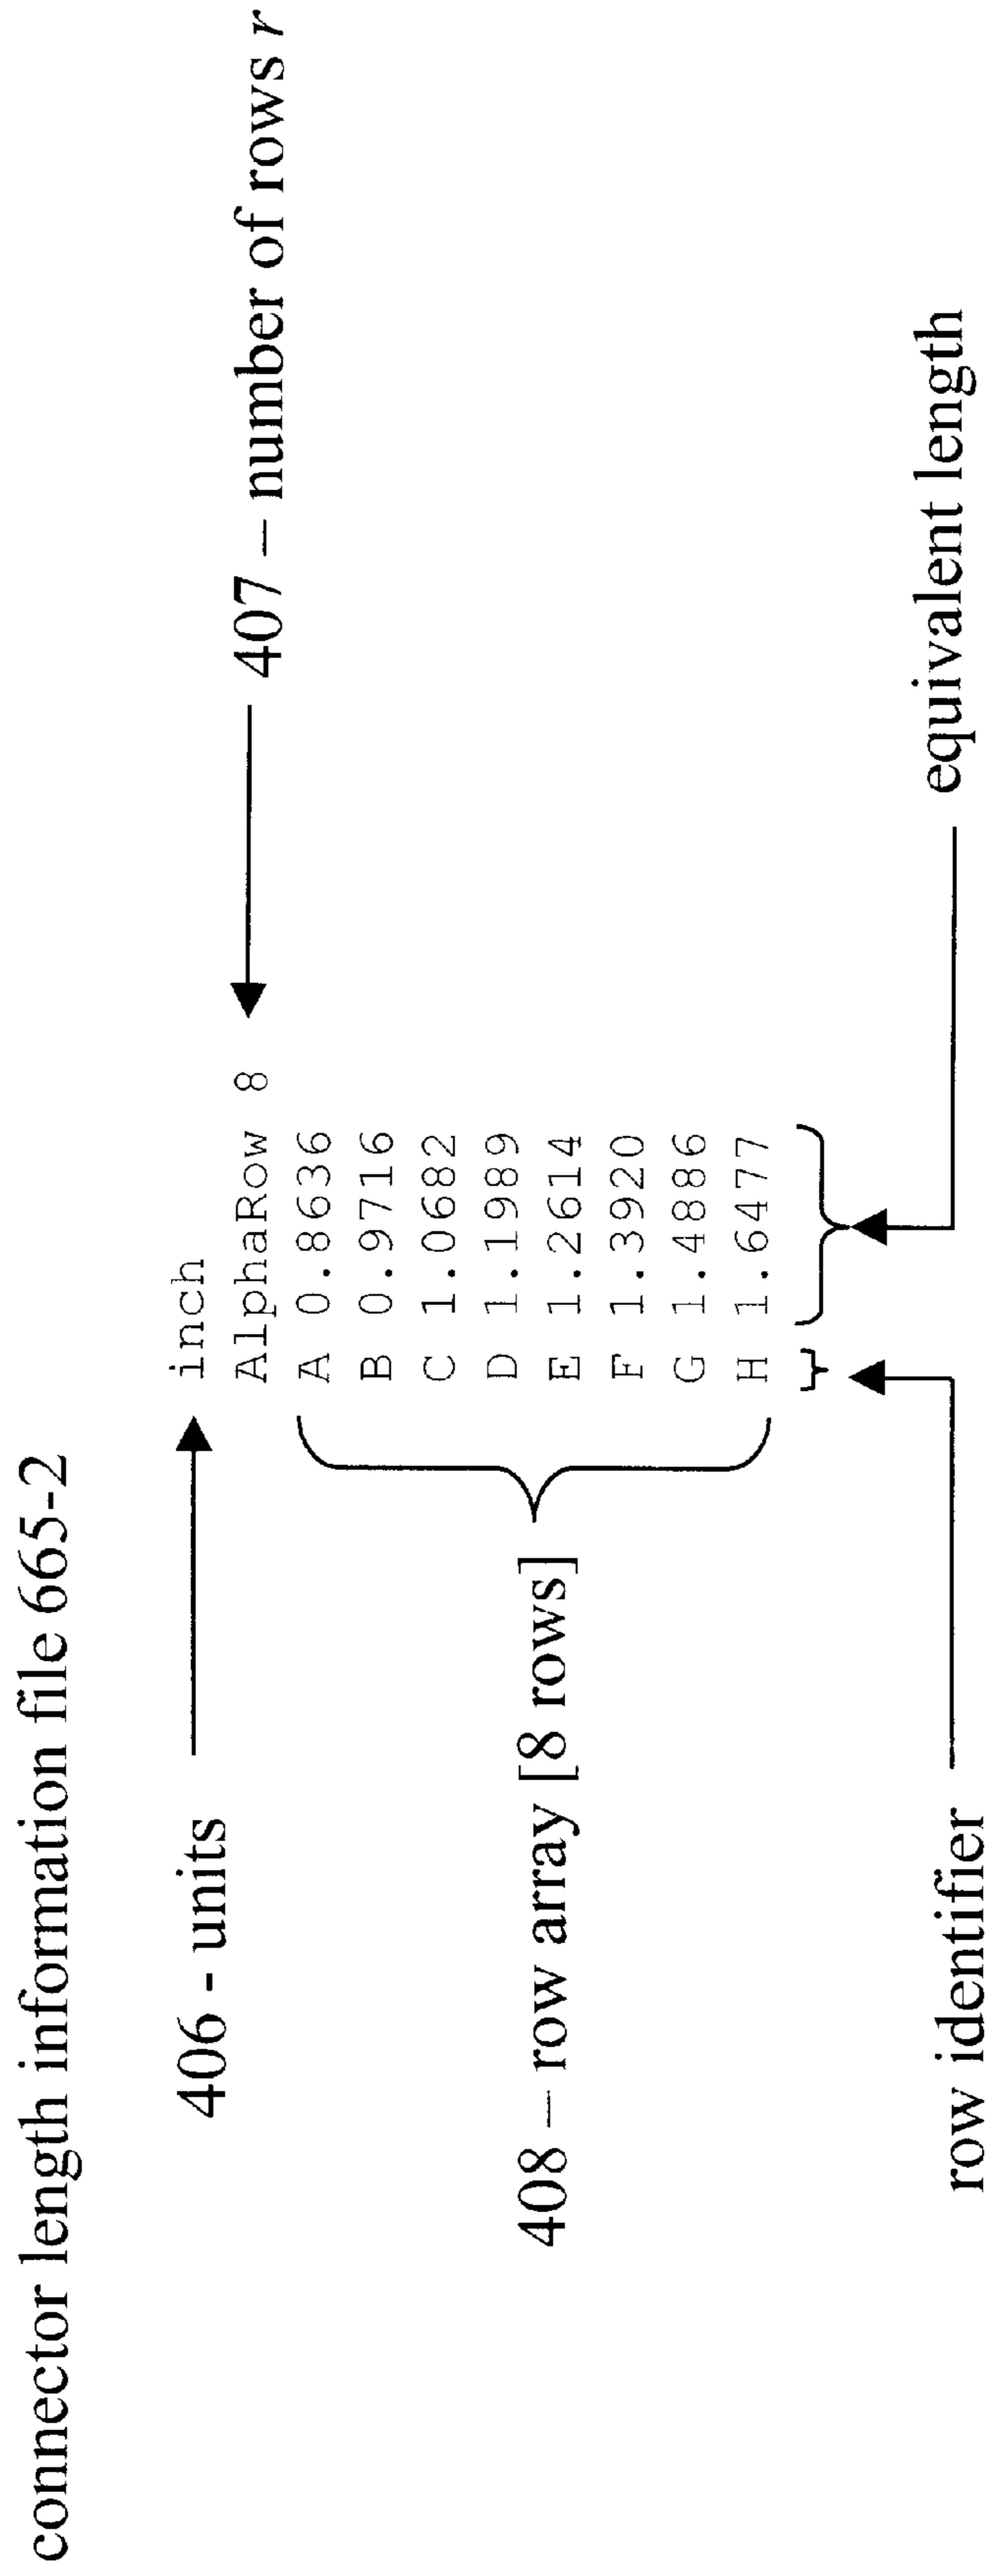 connector length information file 665-2
406 - units
inch
407 – number of rows r
AlphaRow 8
A 0.8636
B 0.9716
C 1.0682
D 1.1989
E 1.2614
F 1.3920
G 1.4886
H 1.6477
408 – row array [8 rows]
row identifier
equivalent length